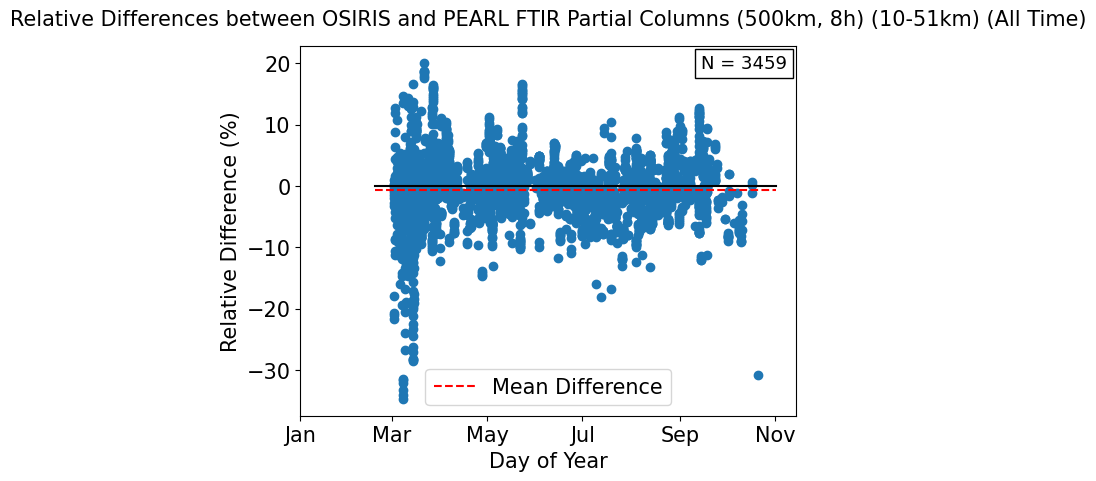 Relative Differences between OSIRIS and PEARL FTIR Partial Columns (500km, 8h) (10-51km) (All Time)
N = 3459
20
10
0
−10
−20
−30
Relative Difference (%)
Mean Difference
Jan Mar May Jul Sep Nov
Day of Year